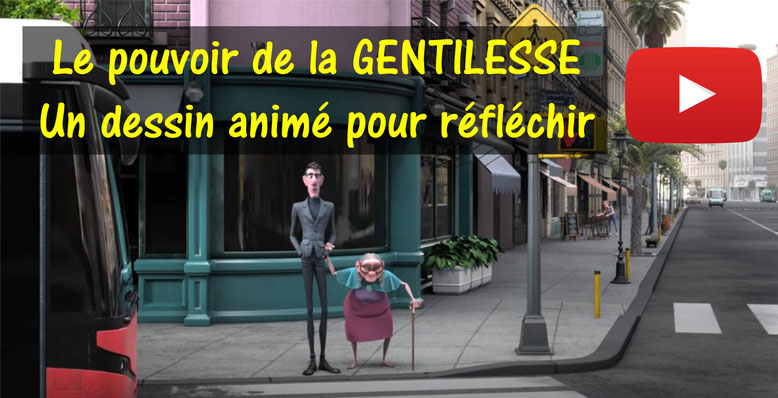 Le pouvoir de la GENTILESSE
Un dessin animé pour réfléchir